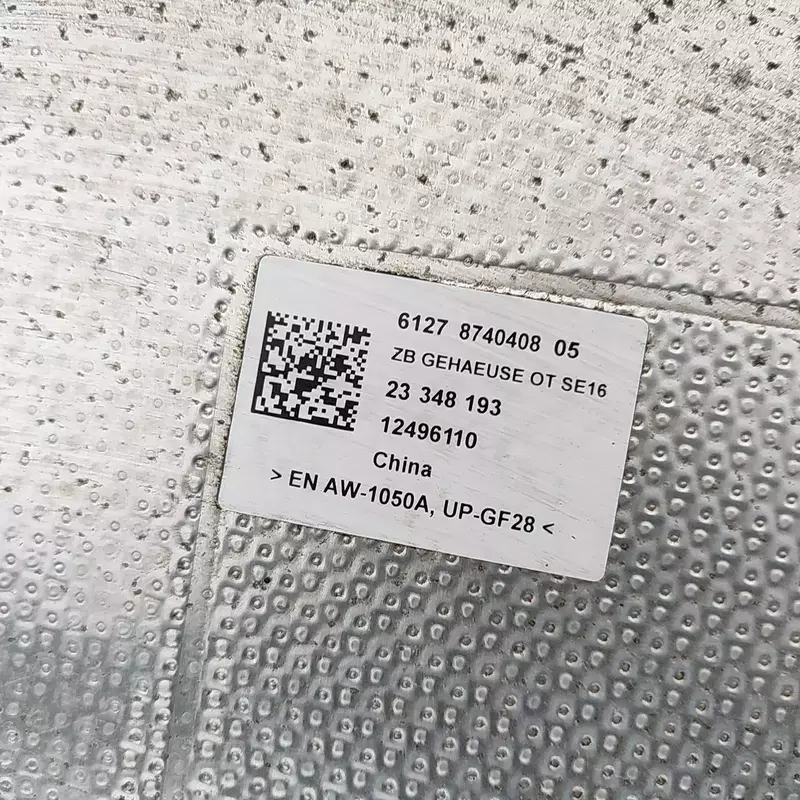 6127 8740408 05
ZB GEHAEUSE OT SE16
23 348 193
12496110
China
> EN AW-1050A, UP-GF28 <